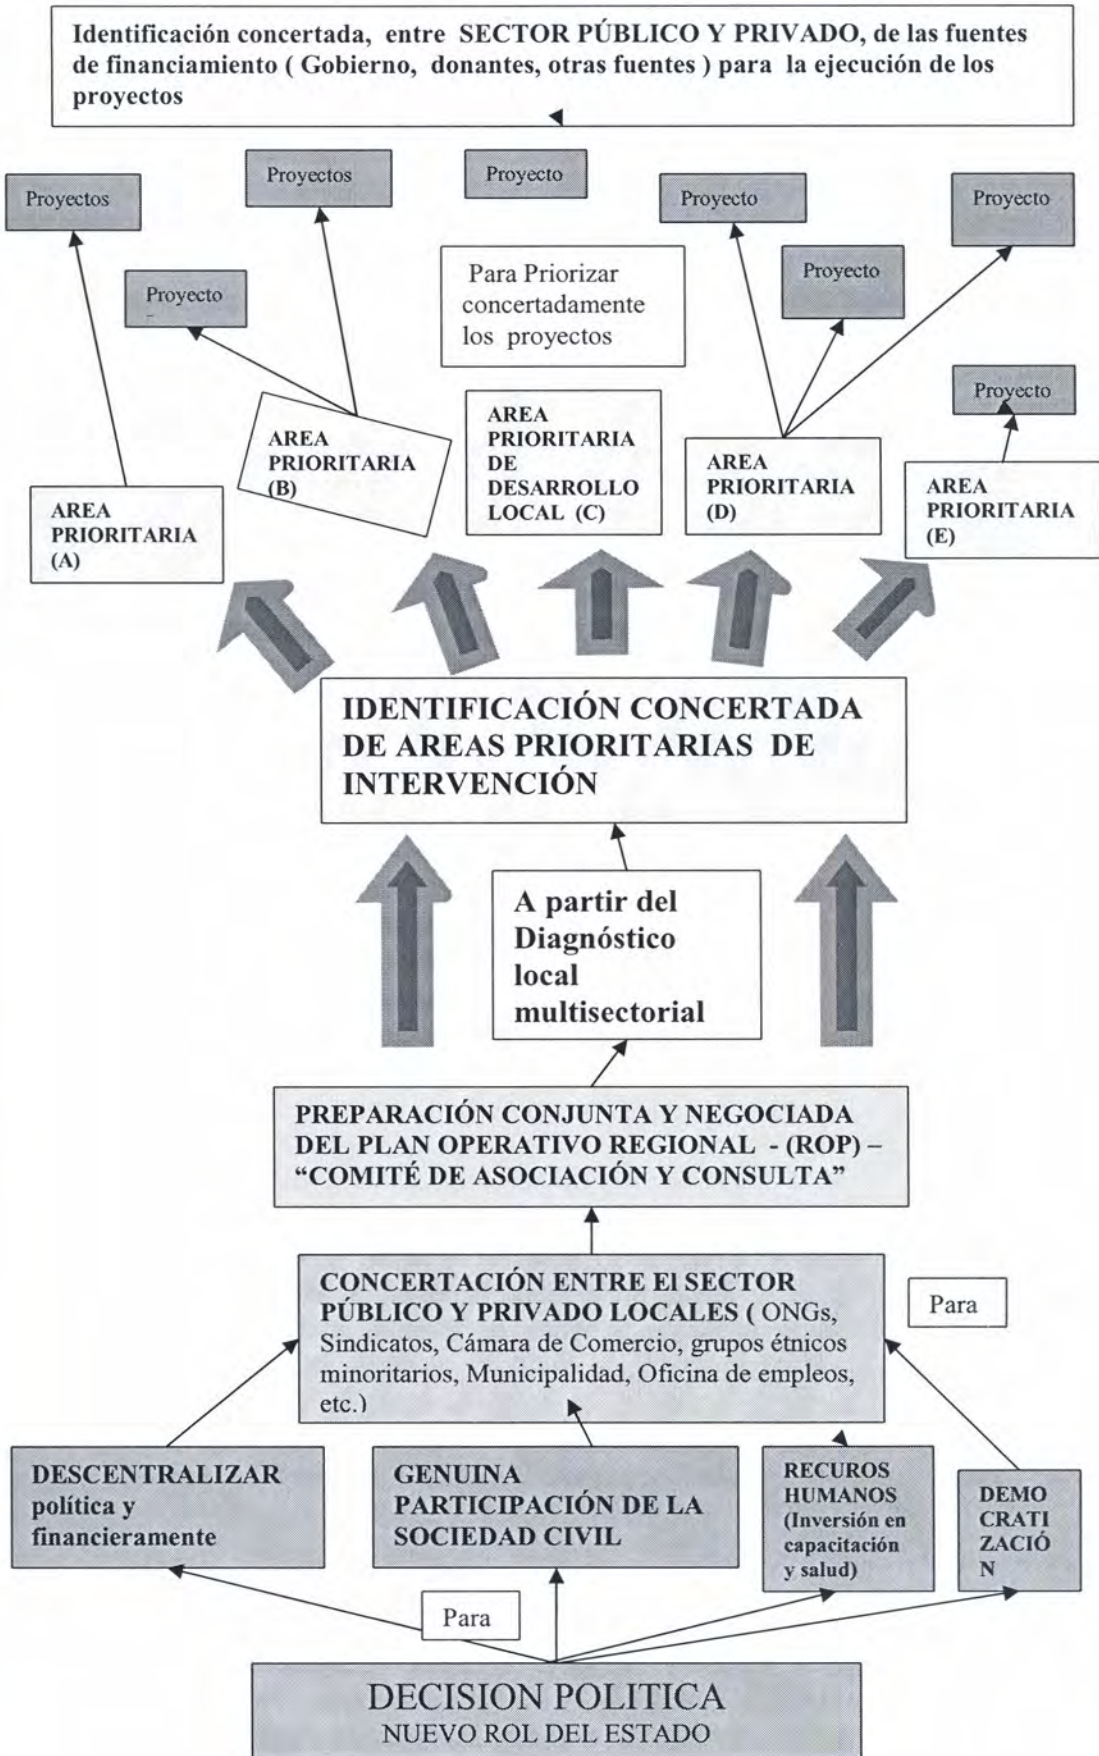 Identificación concertada, entre SECTOR PÚBLICO Y PRIVADO, de las fuentes
de financiamiento ( Gobierno, donantes, otras fuentes ) para la ejecución de los
proyectos
Proyectos
Proyectos
Proyecto
Proyecto
Proyecto
Proyecto
Proyecto
Proyecto
Para Priorizar
concertadamente
los proyectos
AREA
PRIORITARIA
(A)
AREA
PRIORITARIA
(B)
AREA
PRIORITARIA
DE
DESARROLLO
LOCAL (C)
AREA
PRIORITARIA
(D)
AREA
PRIORITARIA
(E)
IDENTIFICACIÓN CONCERTADA
DE AREAS PRIORITARIAS DE
INTERVENCIÓN
A partir del
Diagnóstico
local
multisectorial
PREPARACIÓN CONJUNTA Y NEGOCIADA
DEL PLAN OPERATIVO REGIONAL - (ROP) –
“COMITÉ DE ASOCIACIÓN Y CONSULTA”
CONCERTACIÓN ENTRE El SECTOR
PÚBLICO Y PRIVADO LOCALES ( ONGs,
Sindicatos, Cámara de Comercio, grupos étnicos
minoritarios, Municipalidad, Oficina de empleos,
etc.)
Para
DESCENTRALIZAR
política y
financieramente
GENUINA
PARTICIPACIÓN DE LA
SOCIEDAD CIVIL
RECUROS
HUMANOS
(Inversión en
capacitación
y salud)
DEMO
CRATI
ZACIÓ
N
Para
DECISION POLITICA
NUEVO ROL DEL ESTADO